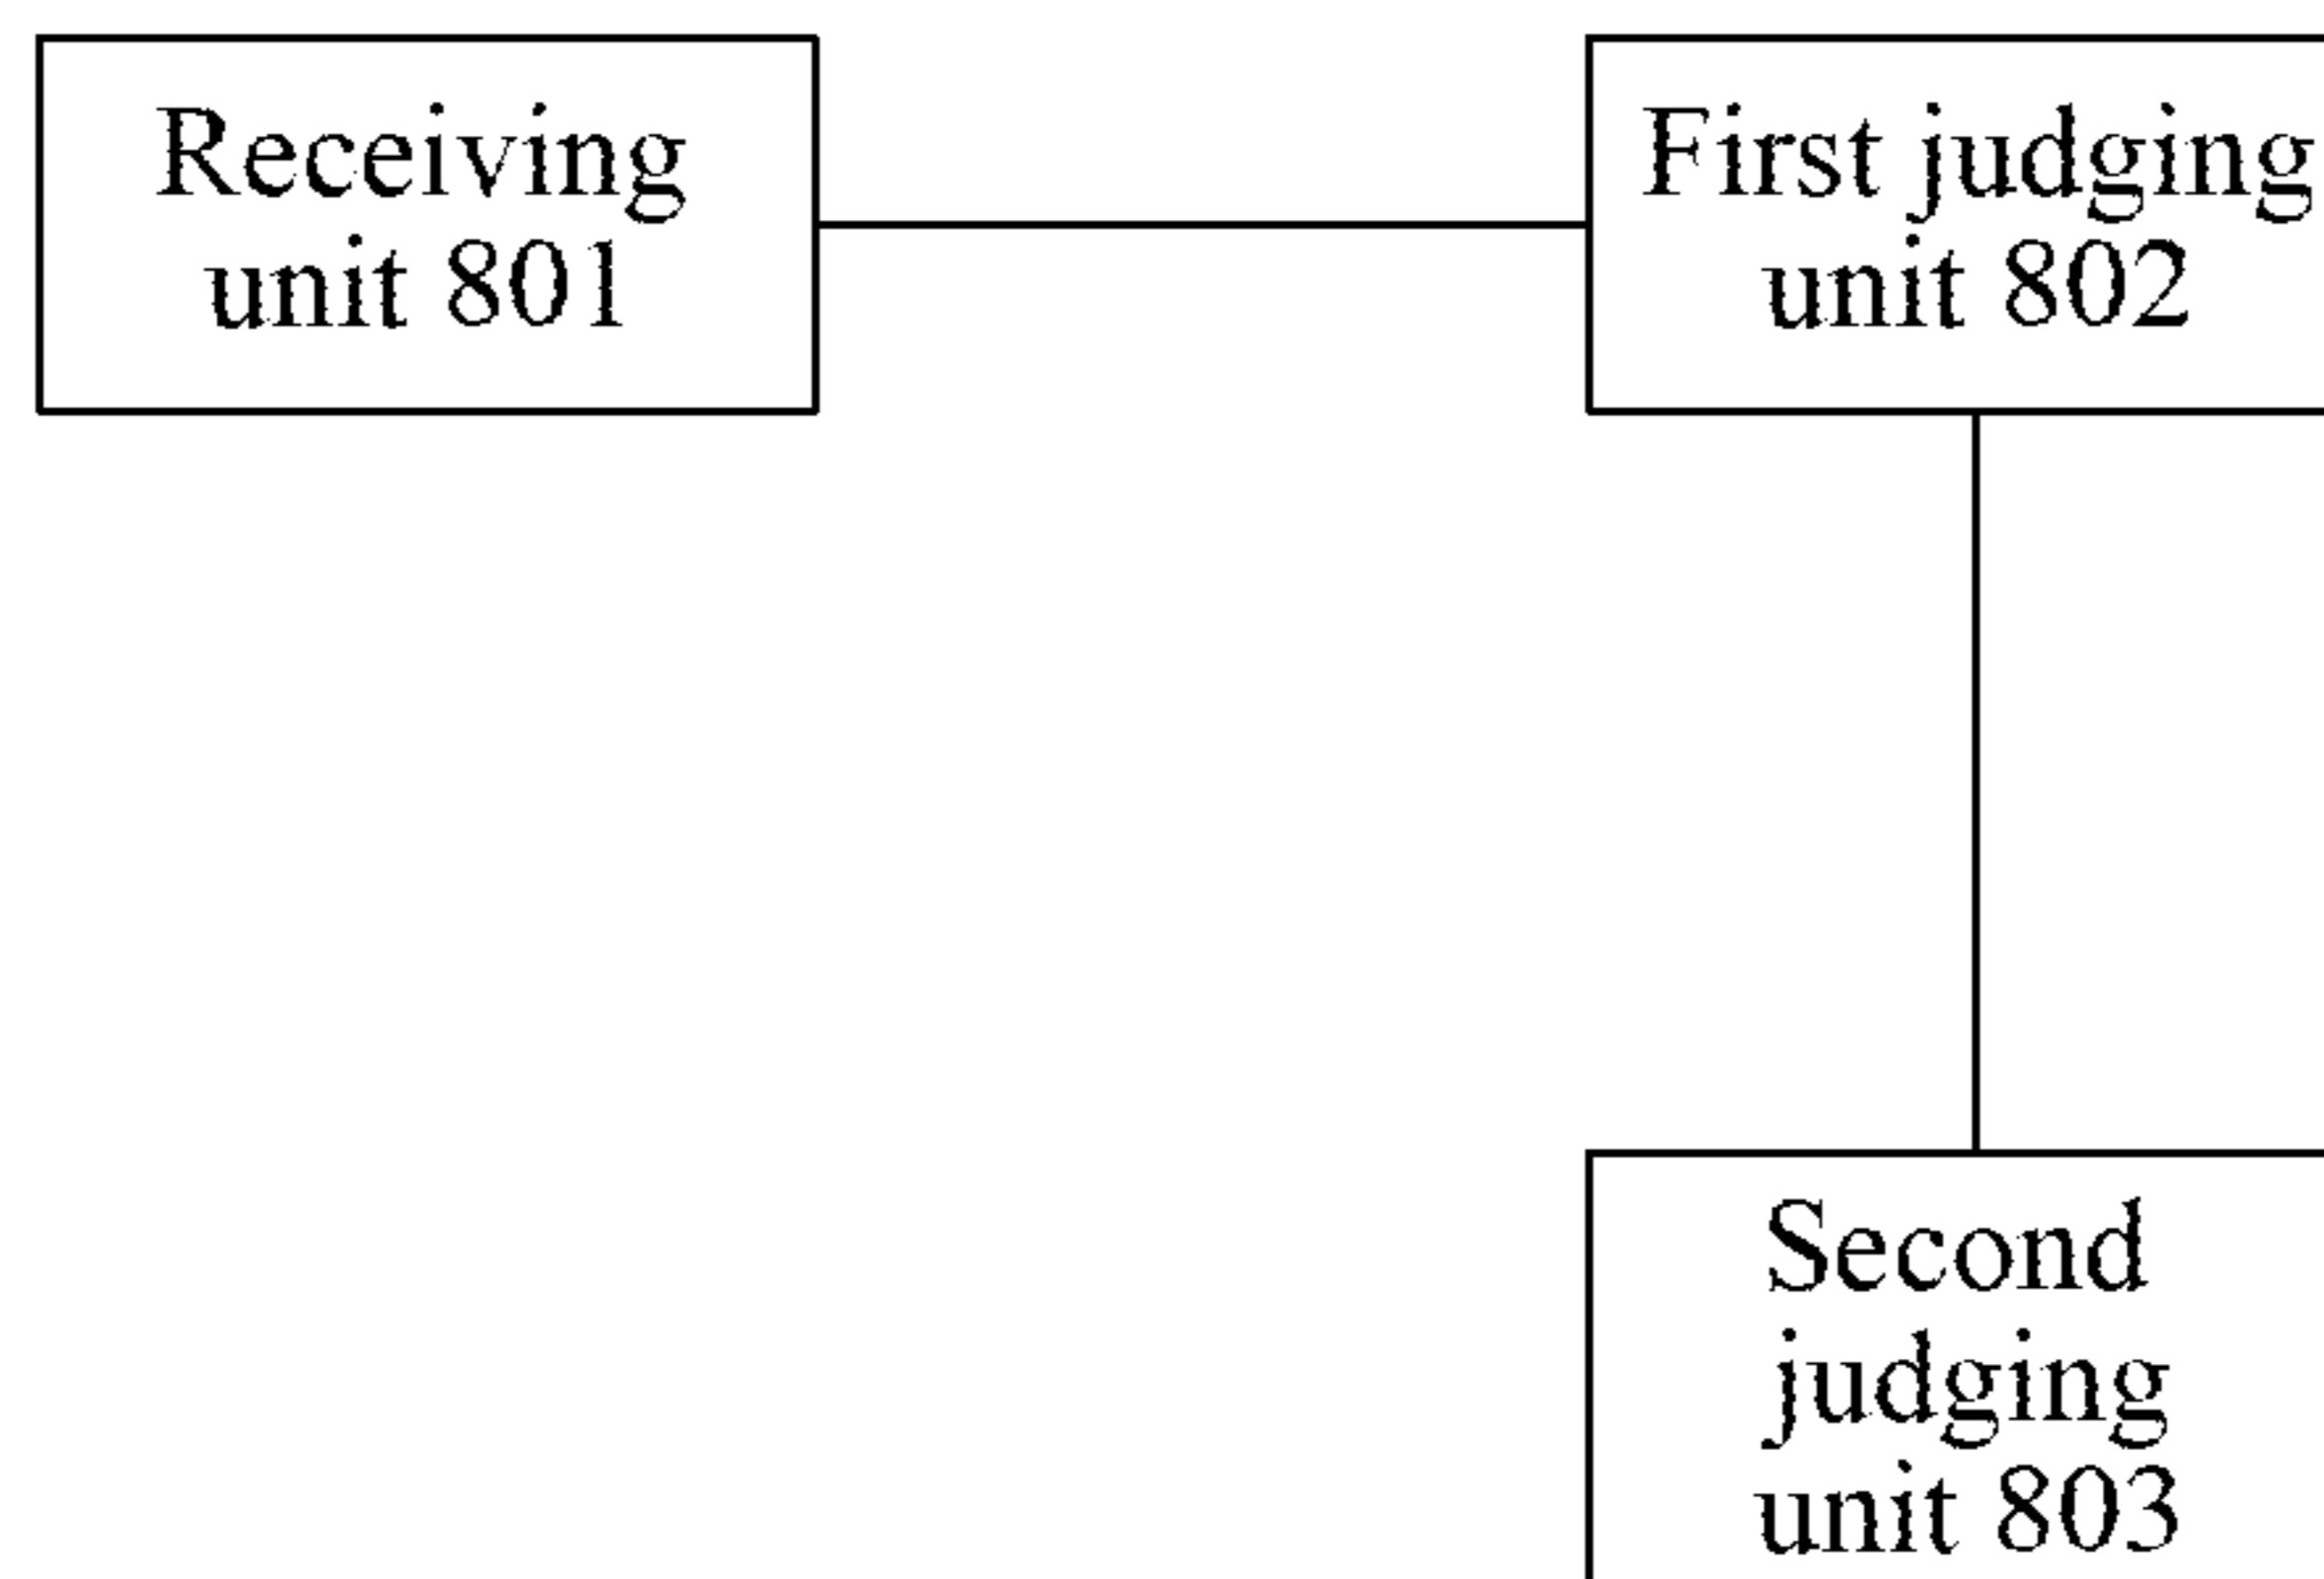 Receiving
unit 801
First judging
unit 802
Second
judging
unit 803